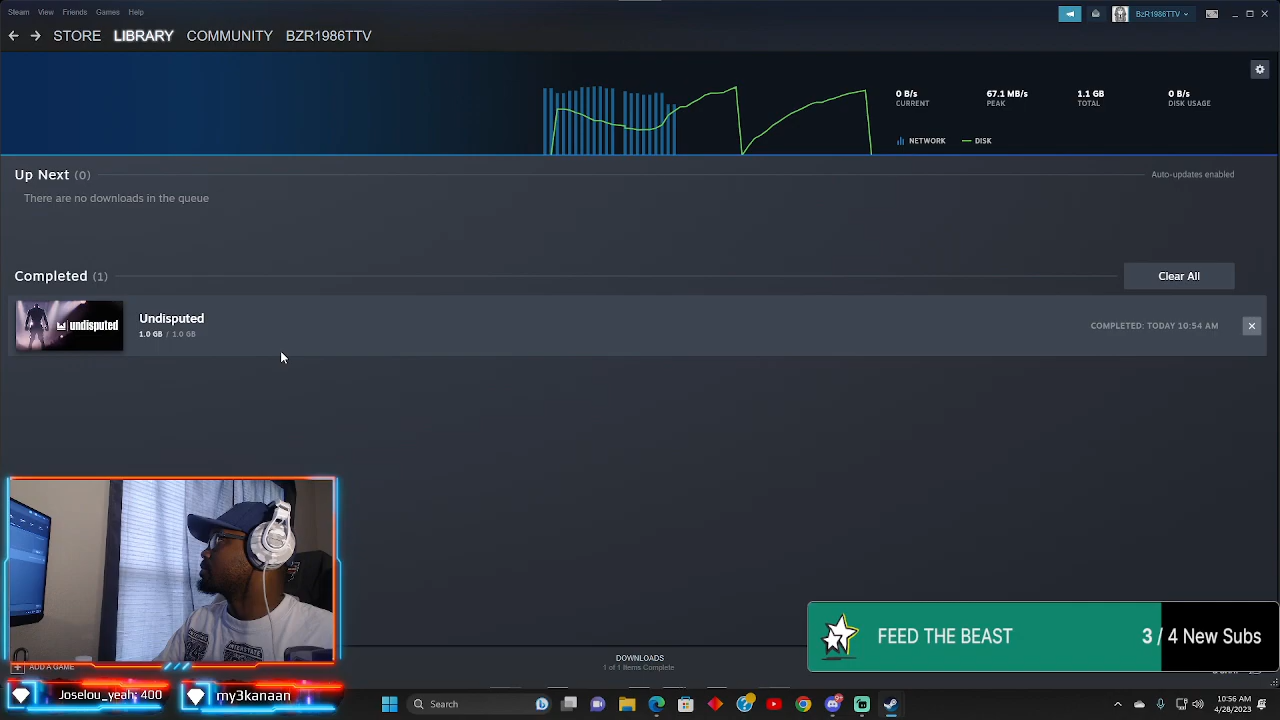 Steam View Friends Games Help
BZR1986TTV
STORE LIBRARY COMMUNITY BZR1986TTV
0 B/s
CURRENT
67.1 MB/s
PEAK
1.1 GB
TOTAL
0 B/s
DISK USAGE
NETWORK DISK
Up Next (0)
Auto-updates enabled
There are no downloads in the queue
Completed (1)
Clear All
undisputed
Undisputed
1.0 GB / 1.0 GB
COMPLETED: TODAY 10:54 AM
FEED THE BEAST
3 / 4 New Subs
ADD A GAME
DOWNLOADS
1 of 1 Items Complete
Joselou_yeah: 400
my3kanaan
Search
10:56 AM
4/28/2023